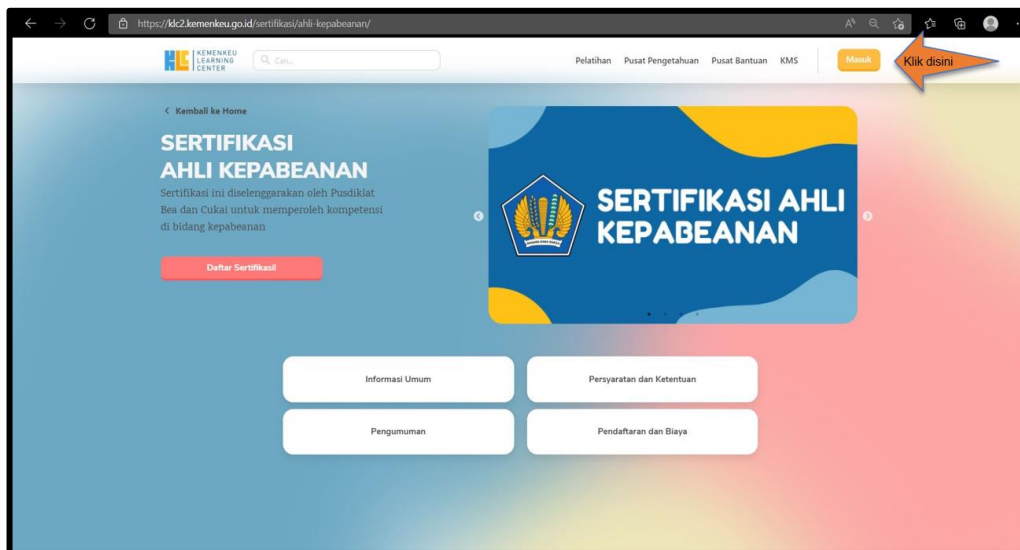 https://klc2.kemenkeu.go.id/sertifikasi/ahli-kepabeanan/
KEMENKEU
LEARNING
CENTER
Cari...
Pelatihan Pusat Pengetahuan Pusat Bantuan KMS
Masuk
Klik disini
Kembali ke Home
SERTIFIKASI
AHLI KEPABEANAN
Sertifikasi ini diselenggarakan oleh Pusdiklat
Bea dan Cukai untuk memperoleh kompetensi
di bidang kepabeanan
Daftar Sertifikasi!
SERTIFIKASI AHLI
KEPABEANAN
Informasi Umum
Persyaratan dan Ketentuan
Pengumuman
Pendaftaran dan Biaya